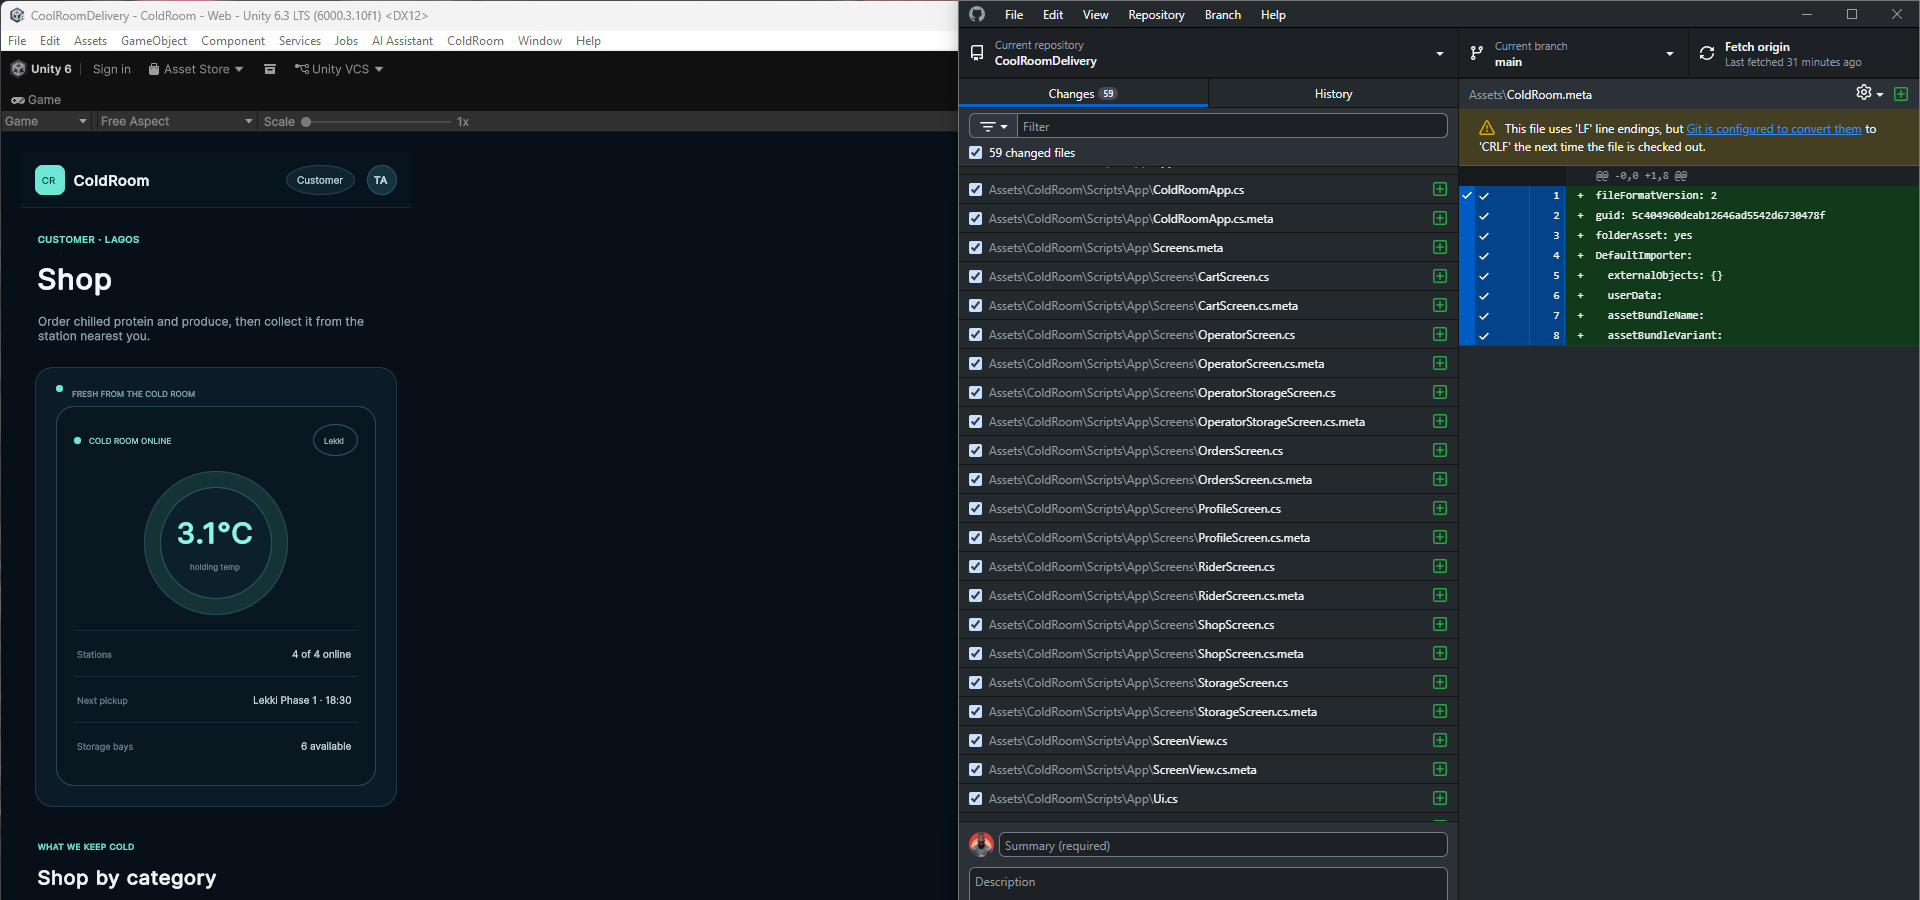 CoolRoomDelivery - ColdRoom - Web - Unity 6.3 LTS (6000.3.10f1) <DX12>
File Edit Assets GameObject Component Services Jobs AI Assistant ColdRoom Window Help
Unity 6 Sign in Asset Store Unity VCS
Game
Game Free Aspect Scale 1x
CR ColdRoom Customer TA
CUSTOMER - LAGOS
Shop
Order chilled protein and produce, then collect it from the
station nearest you.
FRESH FROM THE COLD ROOM
COLD ROOM ONLINE Lekki
3.1°C
holding temp
Stations 4 of 4 online
Next pickup Lekki Phase 1 · 18:30
Storage bays 6 available
WHAT WE KEEP COLD
Shop by category
File Edit View Repository Branch Help
Current repository
CoolRoomDelivery
Current branch
main
Fetch origin
Last fetched 31 minutes ago
Changes 59 History
Filter
59 changed files
Assets\ColdRoom\Scripts\App\ColdRoomApp.cs
Assets\ColdRoom\Scripts\App\ColdRoomApp.cs.meta
Assets\ColdRoom\Scripts\App\Screens.meta
Assets\ColdRoom\Scripts\App\Screens\CartScreen.cs
Assets\ColdRoom\Scripts\App\Screens\CartScreen.cs.meta
Assets\ColdRoom\Scripts\App\Screens\OperatorScreen.cs
Assets\ColdRoom\Scripts\App\Screens\OperatorScreen.cs.meta
Assets\ColdRoom\Scripts\App\Screens\OperatorStorageScreen.cs
Assets\ColdRoom\Scripts\App\Screens\OperatorStorageScreen.cs.meta
Assets\ColdRoom\Scripts\App\Screens\OrdersScreen.cs
Assets\ColdRoom\Scripts\App\Screens\OrdersScreen.cs.meta
Assets\ColdRoom\Scripts\App\Screens\ProfileScreen.cs
Assets\ColdRoom\Scripts\App\Screens\ProfileScreen.cs.meta
Assets\ColdRoom\Scripts\App\Screens\RiderScreen.cs
Assets\ColdRoom\Scripts\App\Screens\RiderScreen.cs.meta
Assets\ColdRoom\Scripts\App\Screens\ShopScreen.cs
Assets\ColdRoom\Scripts\App\Screens\ShopScreen.cs.meta
Assets\ColdRoom\Scripts\App\Screens\StorageScreen.cs
Assets\ColdRoom\Scripts\App\Screens\StorageScreen.cs.meta
Assets\ColdRoom\Scripts\App\ScreenView.cs
Assets\ColdRoom\Scripts\App\ScreenView.cs.meta
Assets\ColdRoom\Scripts\App\Ui.cs
Summary (required)
Description
Assets\ColdRoom.meta
This file uses 'LF' line endings, but Git is configured to convert them to
'CRLF' the next time the file is checked out.
@@ -0,0 +1,8 @@
1 + fileFormatVersion: 2
2 + guid: 5c404960deab12646ad5542d6730478f
3 + folderAsset: yes
4 + DefaultImporter:
5 + externalObjects: {}
6 + userData:
7 + assetBundleName:
8 + assetBundleVariant: